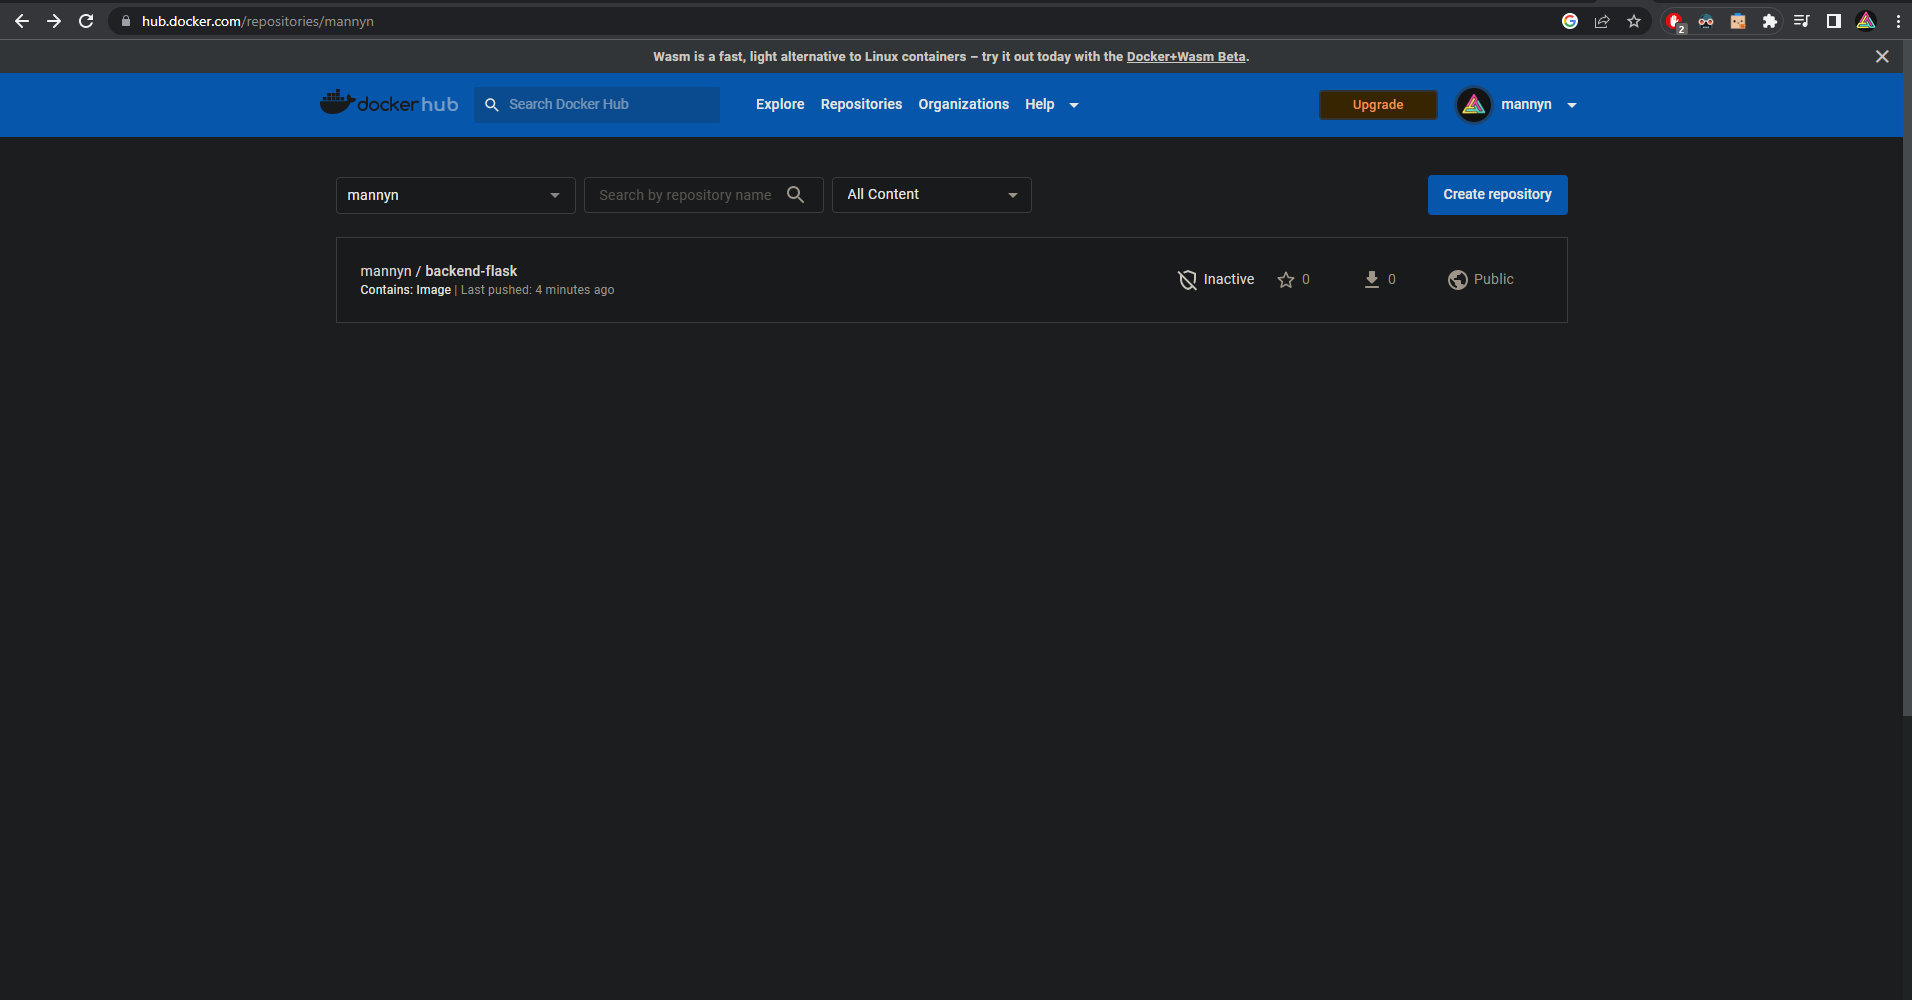 hub.docker.com/repositories/mannyn
2
Wasm is a fast, light alternative to Linux containers – try it out today with the Docker+Wasm Beta.
docker hub
Search Docker Hub
Explore Repositories Organizations Help
Upgrade
mannyn
mannyn
Search by repository name
All Content
Create repository
mannyn / backend-flask
Contains: Image | Last pushed: 4 minutes ago
Inactive
0
0
Public